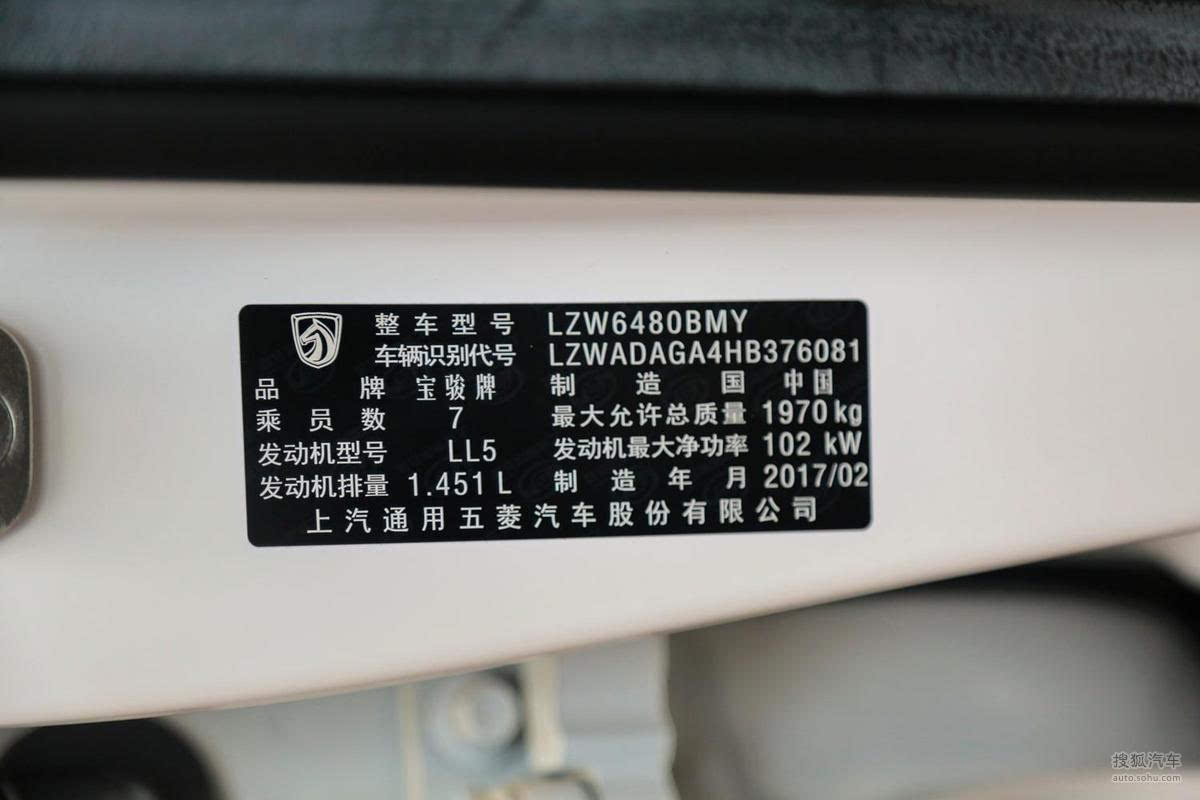 整车型号 LZW6480BMY
车辆识别代号 LZWADAGA4HB376081
品牌 宝骏牌 制造国 中国
乘员数 7 最大允许总质量 1970 kg
发动机型号 LL5 发动机最大净功率 102 kW
发动机排量 1.451 L 制造年月 2017/02
上汽通用五菱汽车股份有限公司
搜狐汽车
auto.sohu.com